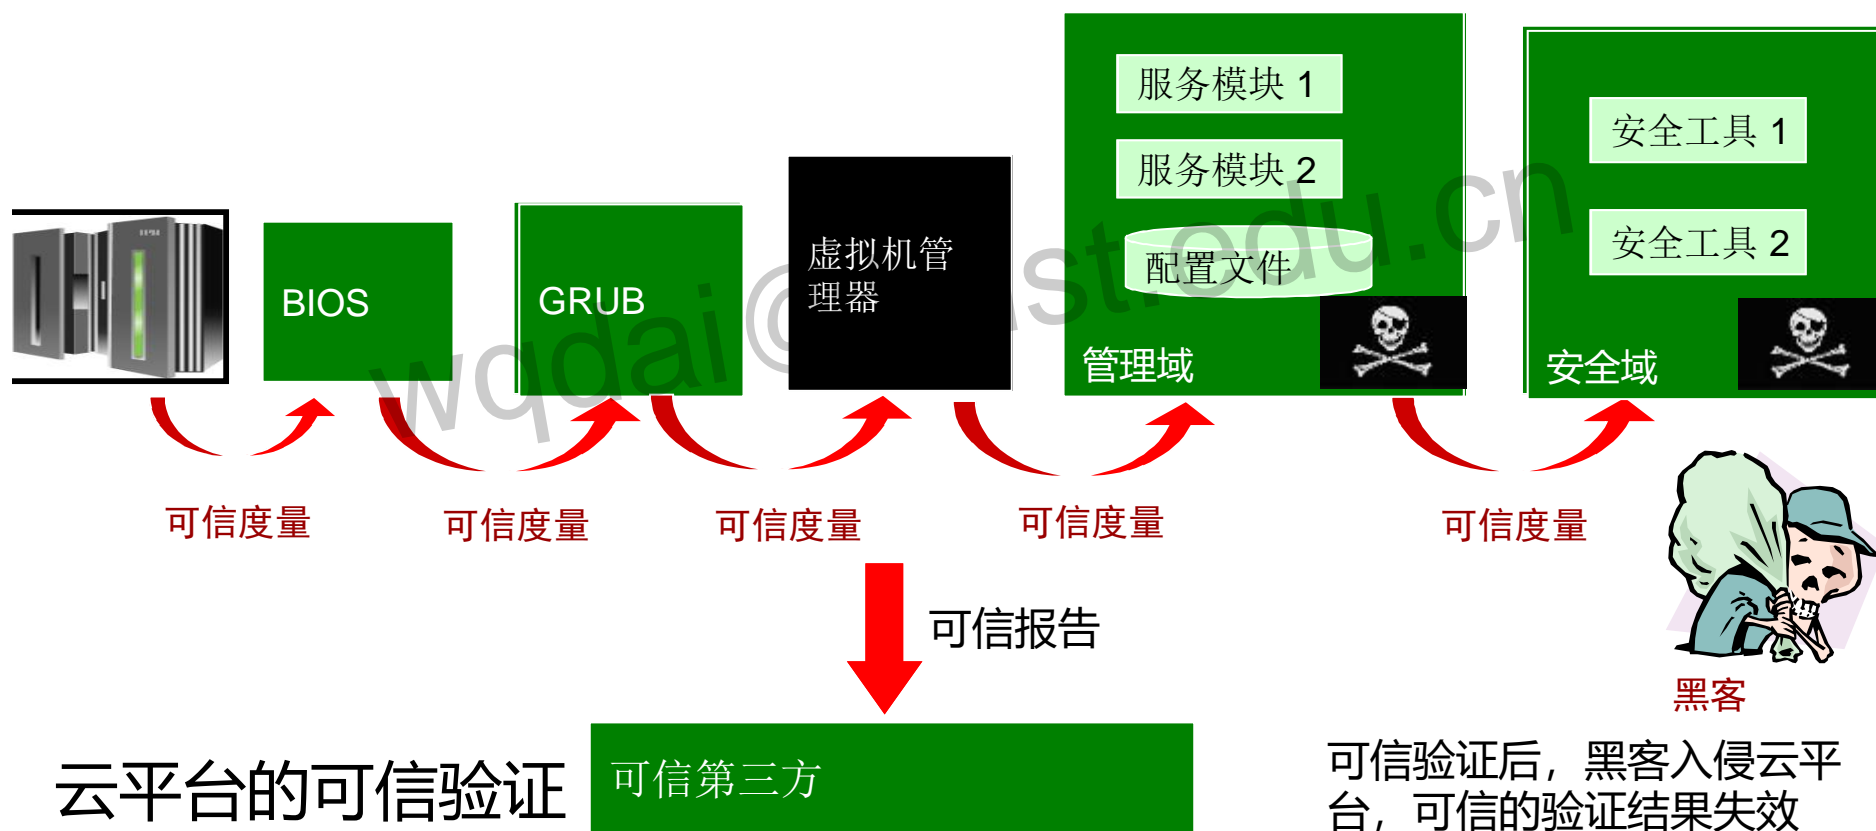 服务模块 1
服务模块 2
配置文件
管理域
安全工具 1
安全工具 2
安全域
BIOS
GRUB
虚拟机管
理器
可信度量
可信度量
可信度量
可信度量
可信度量
可信报告
黑客
云平台的可信验证
可信第三方
可信验证后，黑客入侵云平
台，可信的验证结果失效